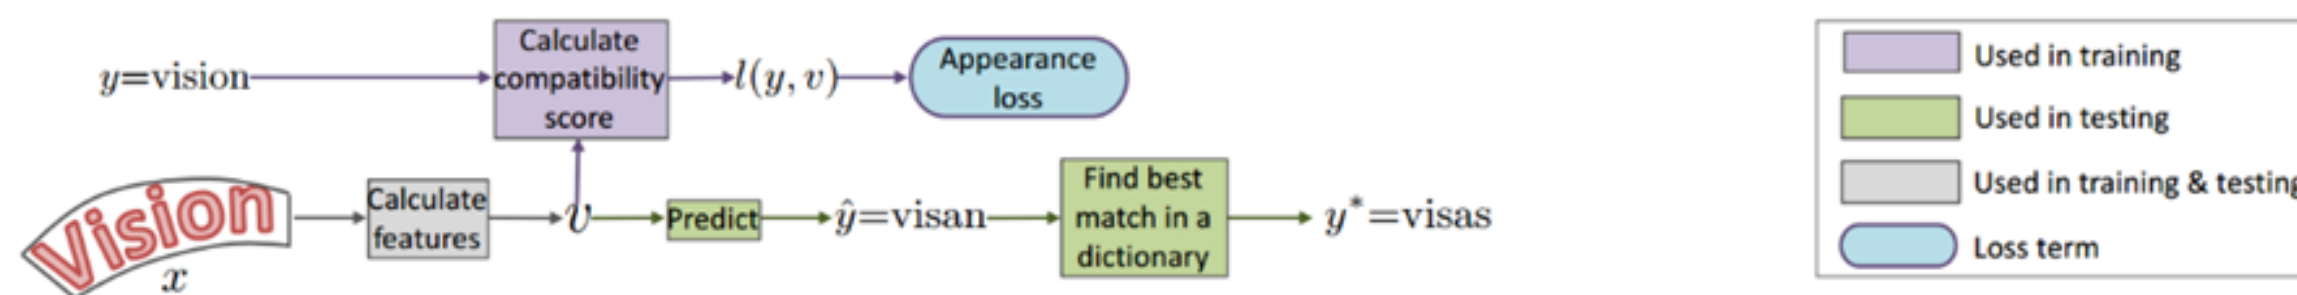 y=vision
Calculate
compatibility
score
l(y, v)
Appearance
loss
Vision
x
Calculate
features
v
Predict
ŷ=visan
Find best
match in a
dictionary
y*=visas
Used in training
Used in testing
Used in training & testing
Loss term